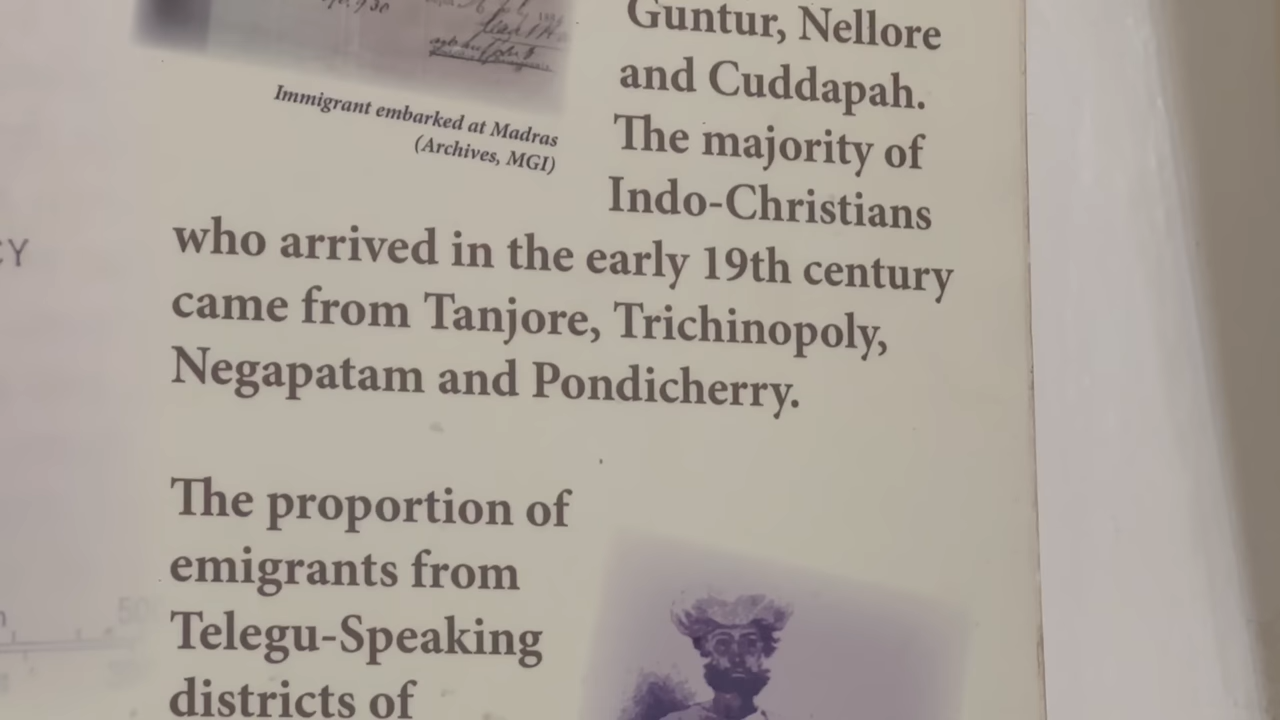 Immigrant embarked at Madras
(Archives, MGI)
Guntur, Nellore
and Cuddapah.
The majority of
Indo-Christians
who arrived in the early 19th century
came from Tanjore, Trichinopoly,
Negapatam and Pondicherry.
The proportion of
emigrants from
Telegu-Speaking
districts of